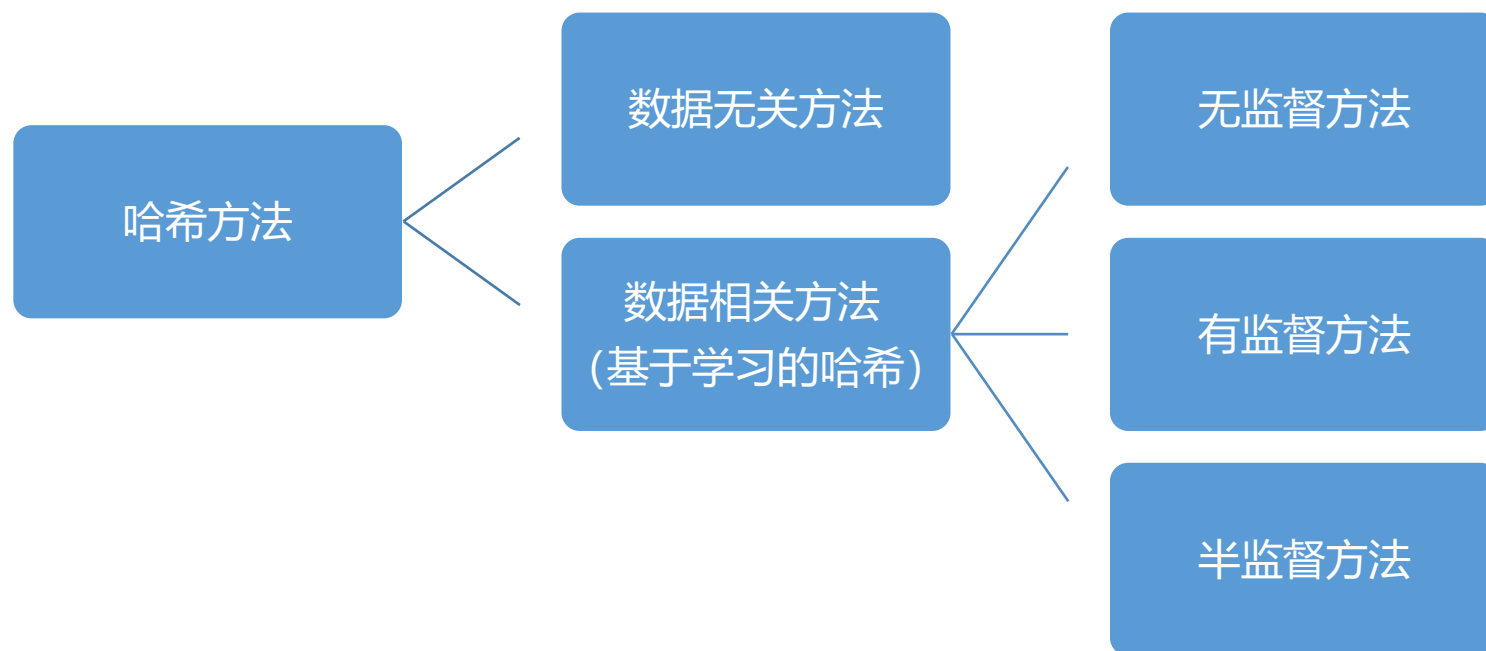 哈希方法
数据无关方法
数据相关方法
（基于学习的哈希）
无监督方法
有监督方法
半监督方法